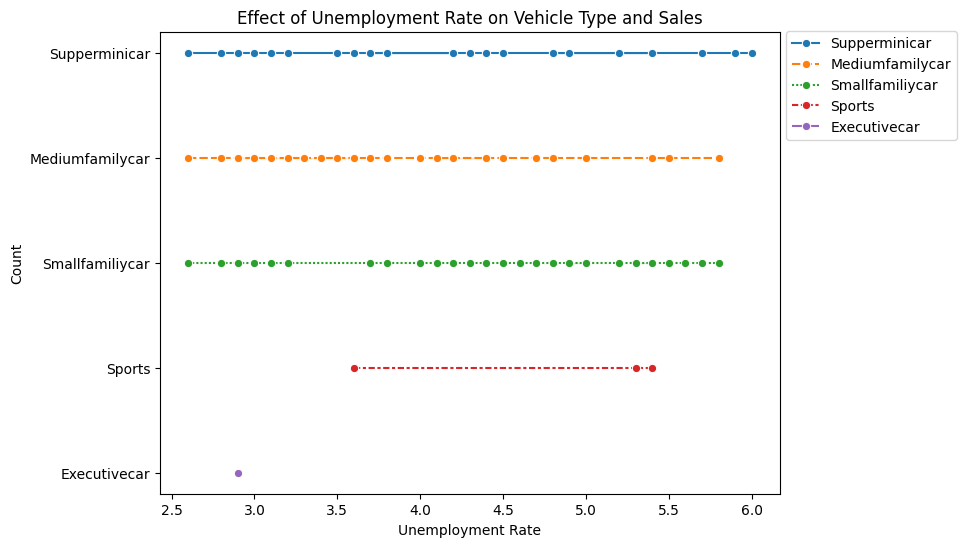 Effect of Unemployment Rate on Vehicle Type and Sales
Supperminicar
Mediumfamilycar
Smallfamiliycar
Sports
Executivecar
Count
2.5 3.0 3.5 4.0 4.5 5.0 5.5 6.0
Unemployment Rate
Supperminicar
Mediumfamilycar
Smallfamiliycar
Sports
Executivecar